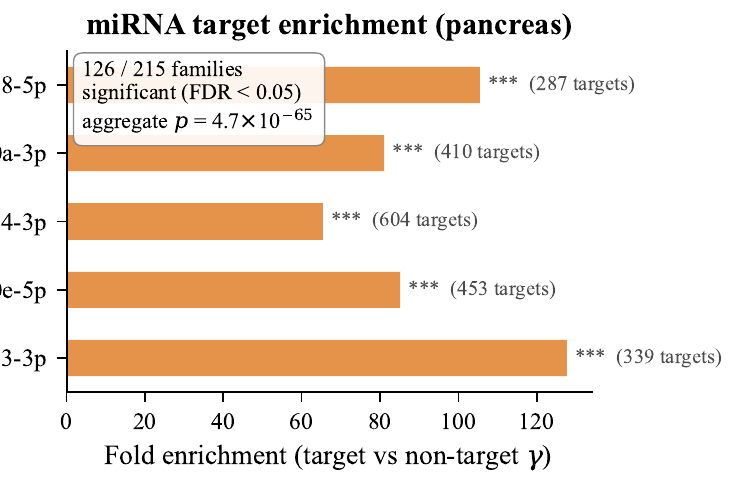 miRNA target enrichment (pancreas)
126 / 215 families
significant (FDR < 0.05)
aggregate p = 4.7×10⁻⁶⁵
8-5p *** (287 targets)
a-3p *** (410 targets)
4-3p *** (604 targets)
e-5p *** (453 targets)
3-3p *** (339 targets)
0 20 40 60 80 100 120
Fold enrichment (target vs non-target γ)